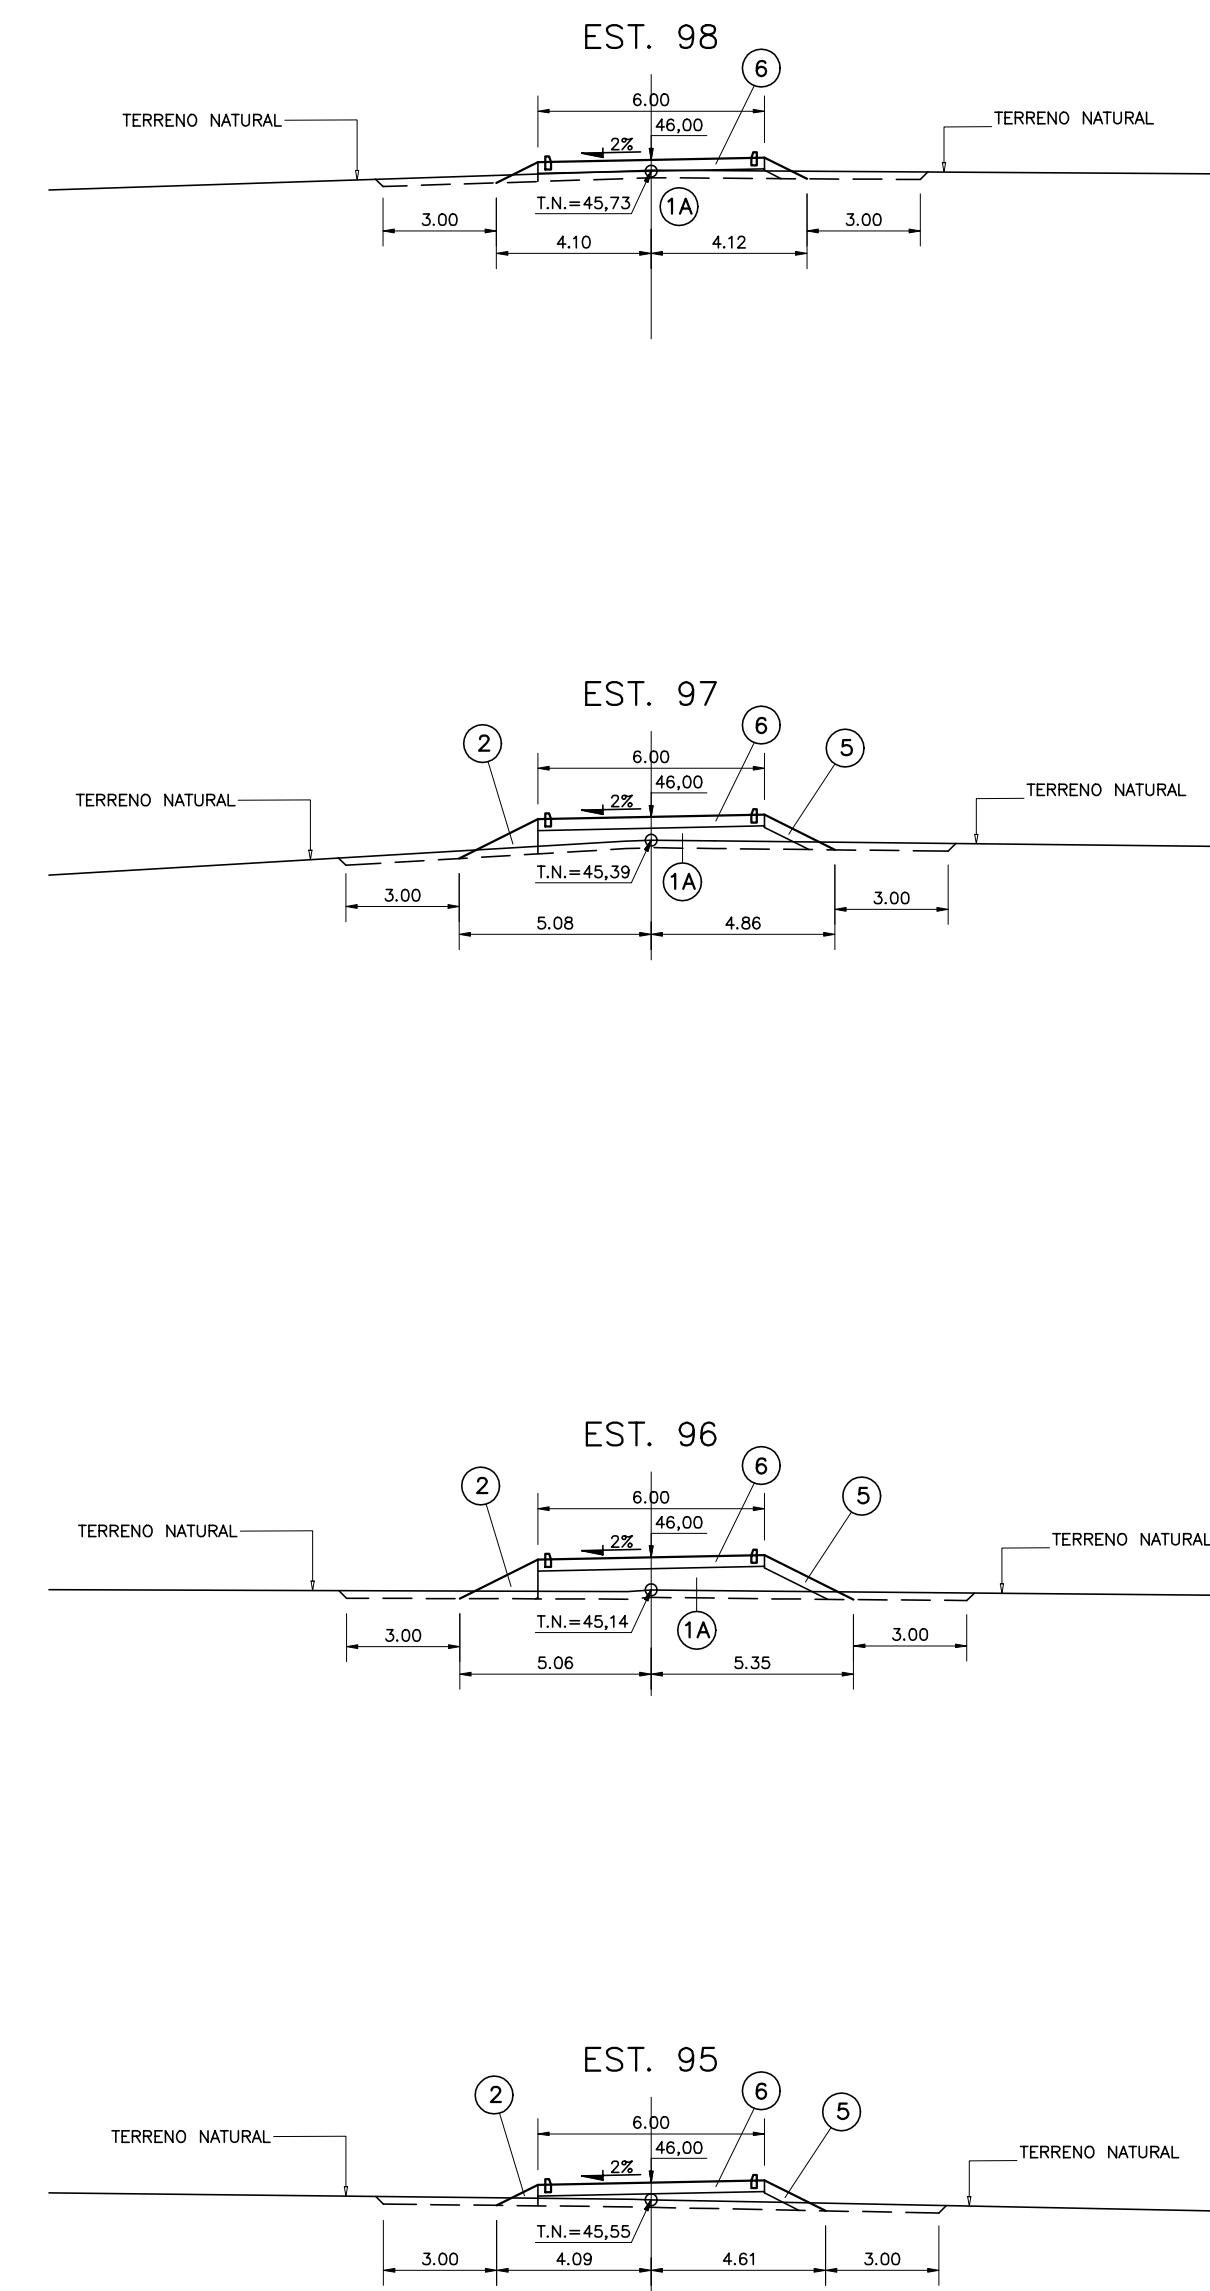 EST. 98
6
6.00
TERRENO NATURAL
46,00
TERRENO NATURAL
2%
T.N.=45,73
1A
3.00
3.00
4.10
4.12
EST. 97
2
6
5
6.00
46,00
TERRENO NATURAL
2%
TERRENO NATURAL
T.N.=45,39
1A
3.00
3.00
5.08
4.86
EST. 96
2
6
5
6.00
46,00
TERRENO NATURAL
2%
TERRENO NATURAL
T.N.=45,14
1A
3.00
3.00
5.06
5.35
EST. 95
2
6
5
6.00
TERRENO NATURAL
46,00
TERRENO NATURAL
2%
T.N.=45,55
3.00
4.09
4.61
3.00